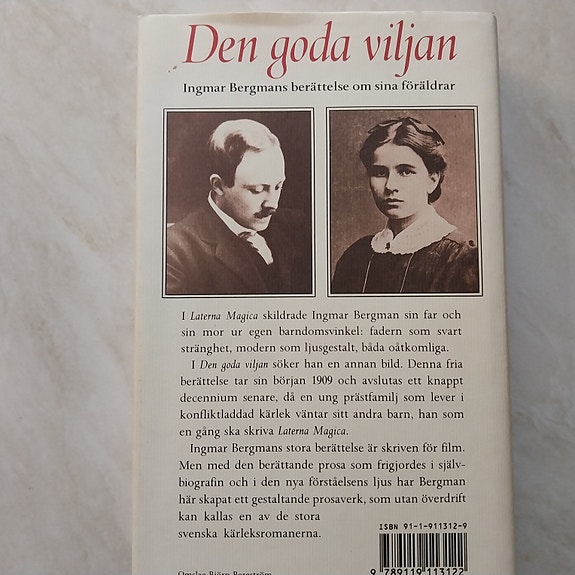 Den goda viljan
Ingmar Bergmans berättelse om sina föräldrar
I Laterna Magica skildrade Ingmar Bergman sin far och
sin mor ur egen barndomsvinkel: fadern som svart
stränghet, modern som ljusgestalt, båda oåtkomliga.
I Den goda viljan söker han en annan bild. Denna fria
berättelse tar sin början 1909 och avslutas ett knappt
decennium senare, då en ung prästfamilj som lever i
konfliktladdad kärlek väntar sitt andra barn, han som
en gång ska skriva Laterna Magica.
Ingmar Bergmans stora berättelse är skriven för film.
Men med den berättande prosa som frigjordes i själv-
biografin och i den nya förståelsens ljus har Bergman
här skapat ett gestaltande prosaverk, som utan överdrift
kan kallas en av de stora
svenska kärleksromanerna.
ISBN 91-1-911312-9
9 789119 113122
Omslag Björn Bergström